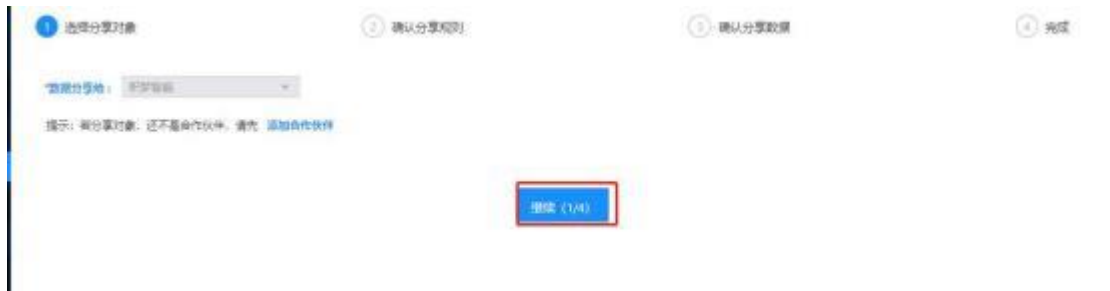 1 选择分享对象
2 确认分享规则
3 确认分享数据
4 完成
*数据分享给：
提示：被分享对象，还不是合作伙伴，请先 添加合作伙伴
继续（1/4）